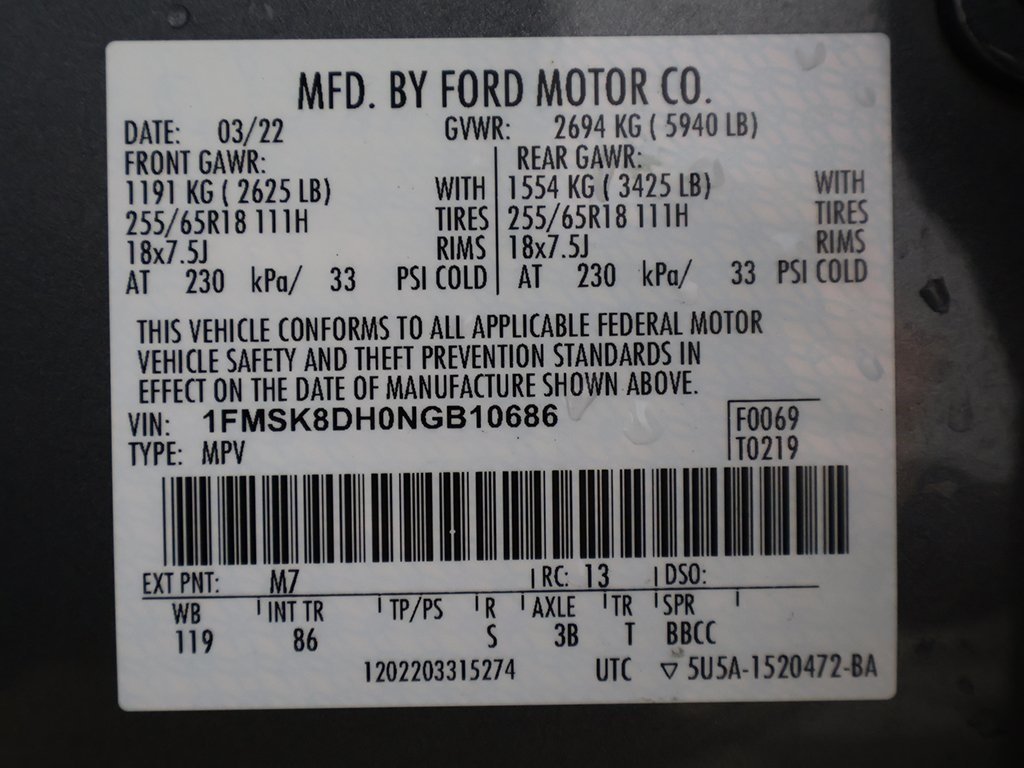 MFD. BY FORD MOTOR CO.
DATE: 03/22 GVWR: 2694 KG ( 5940 LB)
FRONT GAWR: REAR GAWR:
1191 KG ( 2625 LB) WITH 1554 KG ( 3425 LB) WITH
255/65R18 111H TIRES 255/65R18 111H TIRES
18x7.5J RIMS 18x7.5J RIMS
AT 230 kPa/ 33 PSI COLD AT 230 kPa/ 33 PSI COLD
THIS VEHICLE CONFORMS TO ALL APPLICABLE FEDERAL MOTOR
VEHICLE SAFETY AND THEFT PREVENTION STANDARDS IN
EFFECT ON THE DATE OF MANUFACTURE SHOWN ABOVE.
VIN: 1FMSK8DH0NGB10686 F0069
TYPE: MPV T0219
EXT PNT: M7 RC: 13 DSO:
WB INT TR TP/PS R AXLE TR SPR
119 86 S 3B T BBCC
1202203315274 UTC ▽ 5U5A-1520472-BA